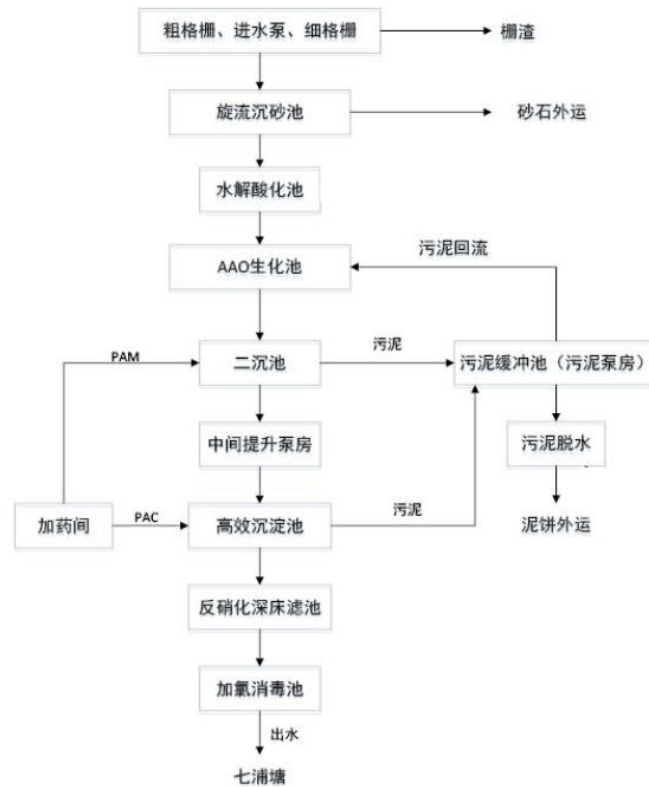 粗格栅、进水泵、细格栅
栅渣
旋流沉砂池
砂石外运
水解酸化池
污泥回流
AAO生化池
PAM
二沉池
污泥
污泥缓冲池（污泥泵房）
中间提升泵房
污泥脱水
加药间
PAC
高效沉淀池
污泥
泥饼外运
反硝化深床滤池
加氯消毒池
出水
七浦塘